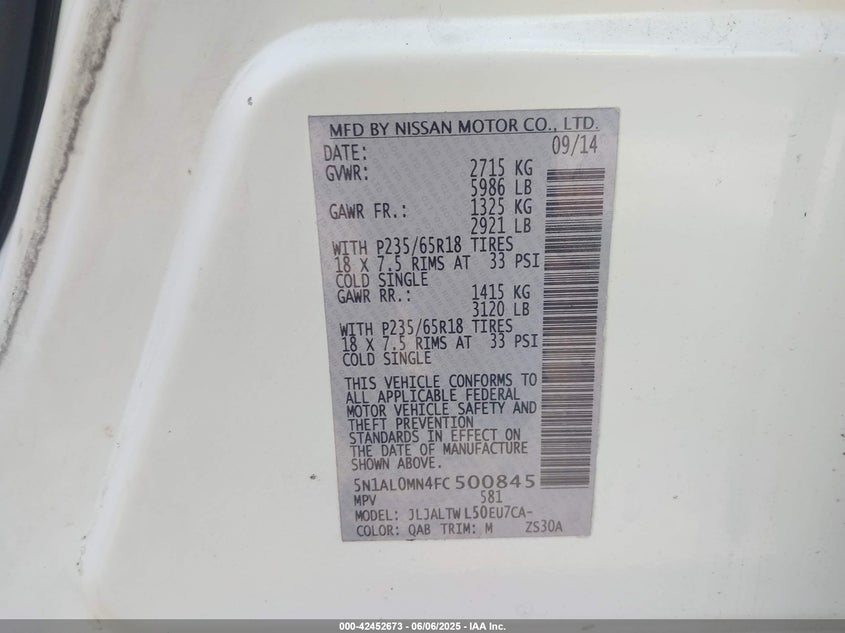 MFD BY NISSAN MOTOR CO., LTD.
DATE: 09/14
GVWR: 2715 KG
5986 LB
GAWR FR.: 1325 KG
2921 LB
WITH P235/65R18 TIRES
18 X 7.5 RIMS AT 33 PSI
COLD SINGLE
GAWR RR.: 1415 KG
3120 LB
WITH P235/65R18 TIRES
18 X 7.5 RIMS AT 33 PSI
COLD SINGLE
THIS VEHICLE CONFORMS TO
ALL APPLICABLE FEDERAL
MOTOR VEHICLE SAFETY AND
THEFT PREVENTION
STANDARDS IN EFFECT ON
THE DATE OF MANUFACTURE
SHOWN ABOVE.
5N1AL0MN4FC500845
MPV 581
MODEL: JLJALTWL50EU7CA-
COLOR: QAB TRIM: M ZS30A
000-42452673 - 06/06/2025 - IAA Inc.